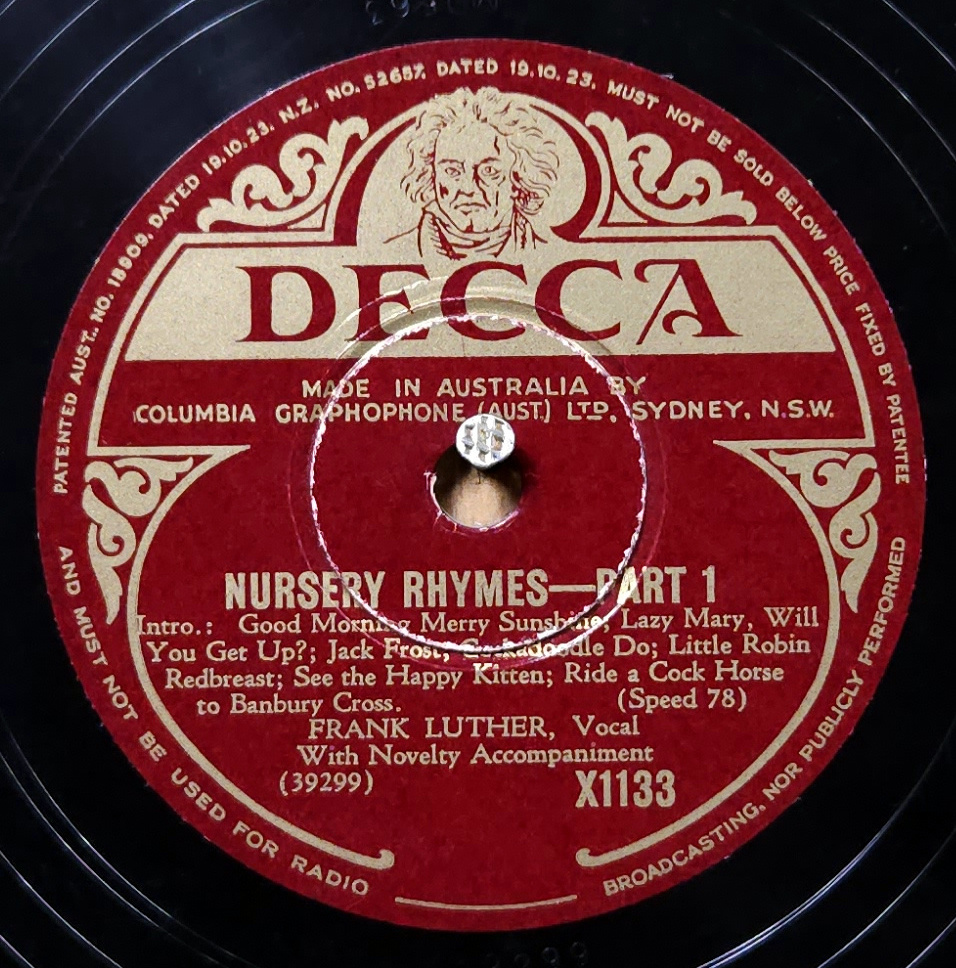 PATENTED AUST. NO. 18909, DATED 19.10.23. N.Z. NO. 52657, DATED 19.10.23. MUST NOT BE SOLD BELOW PRICE FIXED BY PATENTEE
DECCA
MADE IN AUSTRALIA BY
COLUMBIA GRAPHOPHONE (AUST.) LTD, SYDNEY, N.S.W.
NURSERY RHYMES—PART 1
Intro.: Good Morning Merry Sunshine; Lazy Mary, Will
You Get Up?; Jack Frost; Cockadoodle Do; Little Robin
Redbreast; See the Happy Kitten; Ride a Cock Horse
to Banbury Cross. (Speed 78)
FRANK LUTHER, Vocal
With Novelty Accompaniment
(39299) X1133
AND MUST NOT BE USED FOR RADIO BROADCASTING, NOR PUBLICLY PERFORMED